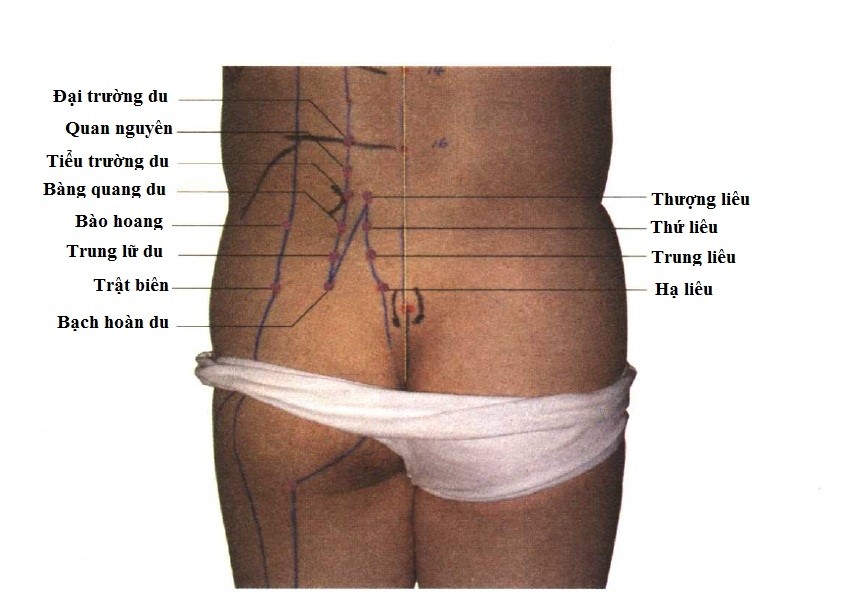 Đại trường du
Quan nguyên
Tiểu trường du
Bàng quang du
Bào hoang
Trung lữ du
Trật biên
Bạch hoàn du
Thượng liêu
Thứ liêu
Trung liêu
Hạ liêu
16